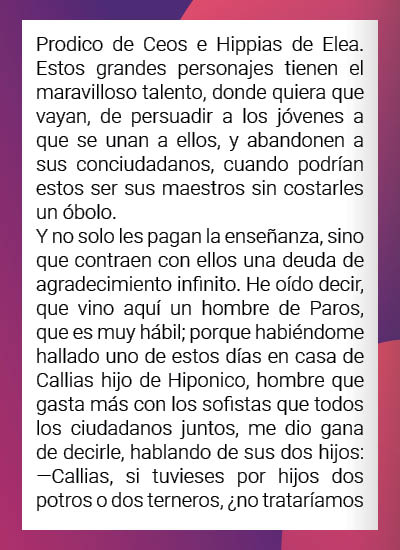 Prodico de Ceos e Hippias de Elea.
Estos grandes personajes tienen el
maravilloso talento, donde quiera que
vayan, de persuadir a los jóvenes a
que se unan a ellos, y abandonen a
sus conciudadanos, cuando podrían
estos ser sus maestros sin costarles
un óbolo.
Y no solo les pagan la enseñanza, sino
que contraen con ellos una deuda de
agradecimiento infinito. He oído decir,
que vino aquí un hombre de Paros,
que es muy hábil; porque habiéndome
hallado uno de estos días en casa de
Callias hijo de Hiponico, hombre que
gasta más con los sofistas que todos
los ciudadanos juntos, me dio gana
de decirle, hablando de sus dos hijos:
—Callias, si tuvieses por hijos dos
potros o dos terneros, ¿no trataríamos